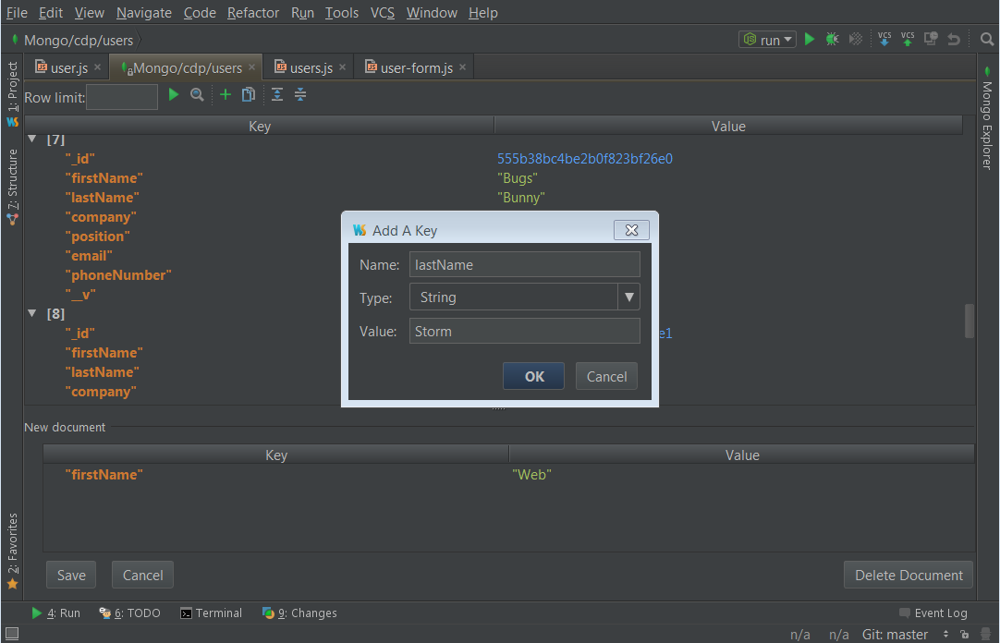 File Edit View Navigate Code Refactor Run Tools VCS Window Help
Mongo/cdp/users
run
VCS VCS
user.js Mongo/cdp/users users.js user-form.js
1: Project
7: Structure
2: Favorites
Mongo Explorer
Row limit:
Key Value
[7]
"_id" 555b38bc4be2b0f823bf26e0
"firstName" "Bugs"
"lastName" "Bunny"
"company"
"position"
"email"
"phoneNumber"
"__v"
[8]
"_id" e1
"firstName"
"lastName"
"company"
Add A Key
Name: lastName
Type: String
Value: Storm
OK Cancel
New document
Key Value
"firstName" "Web"
Save Cancel Delete Document
4: Run 6: TODO Terminal 9: Changes Event Log
n/a n/a Git: master